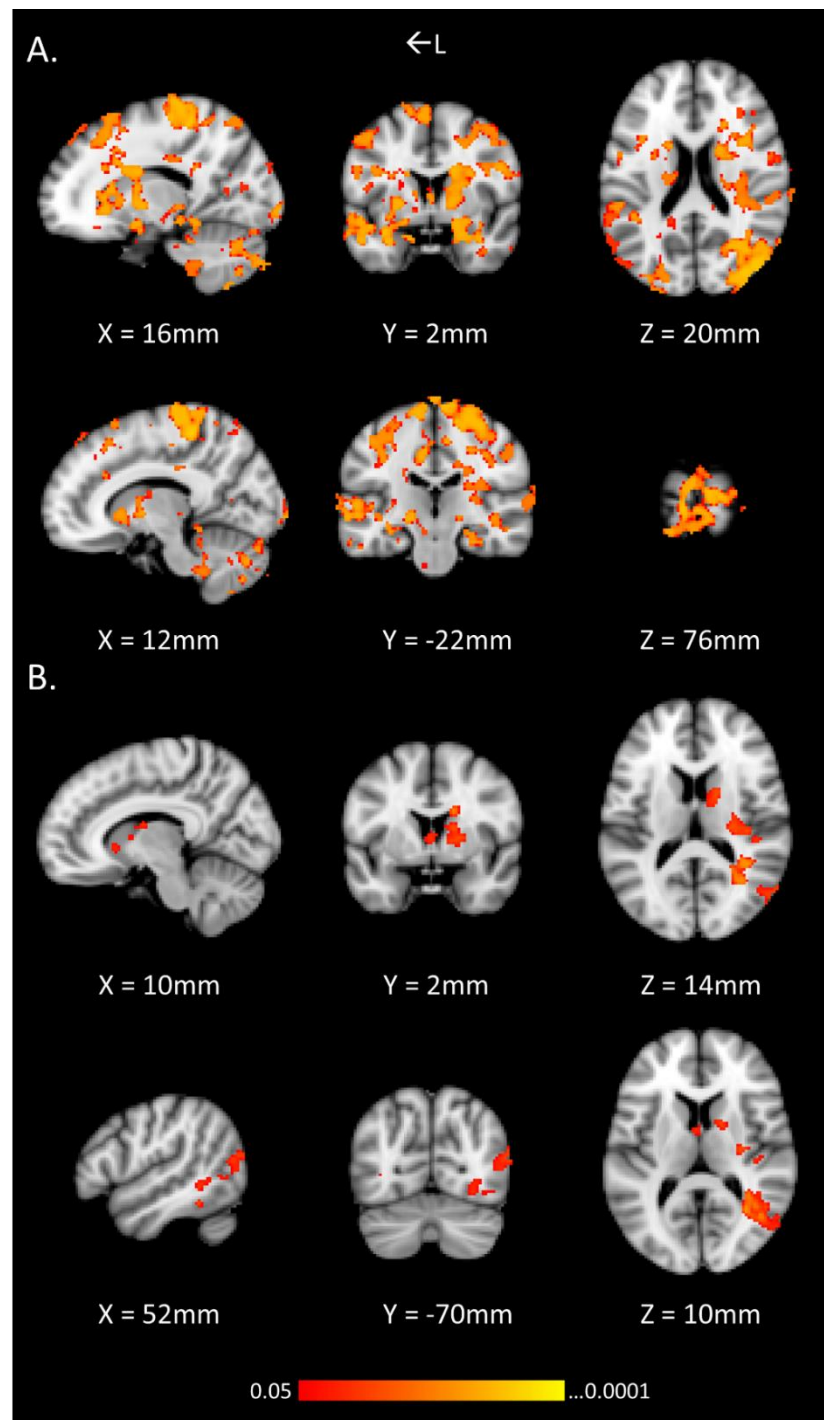 A.
←L
X = 16mm
Y = 2mm
Z = 20mm
X = 12mm
Y = -22mm
Z = 76mm
B.
X = 10mm
Y = 2mm
Z = 14mm
X = 52mm
Y = -70mm
Z = 10mm
0.05
...0.0001